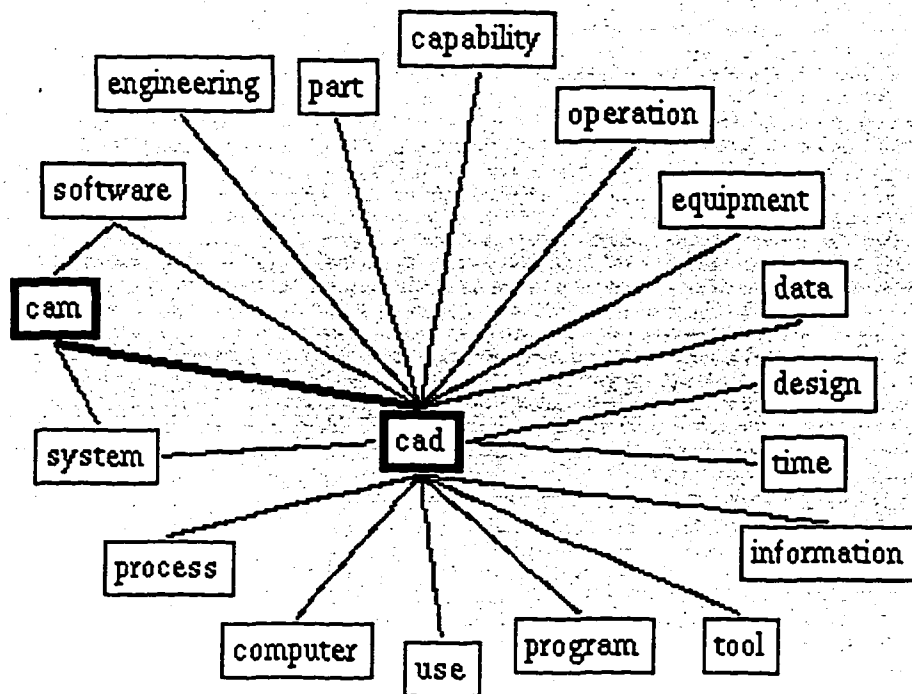 capability
engineering
part
operation
software
equipment
cam
data
design
cad
system
time
information
process
computer
use
program
tool